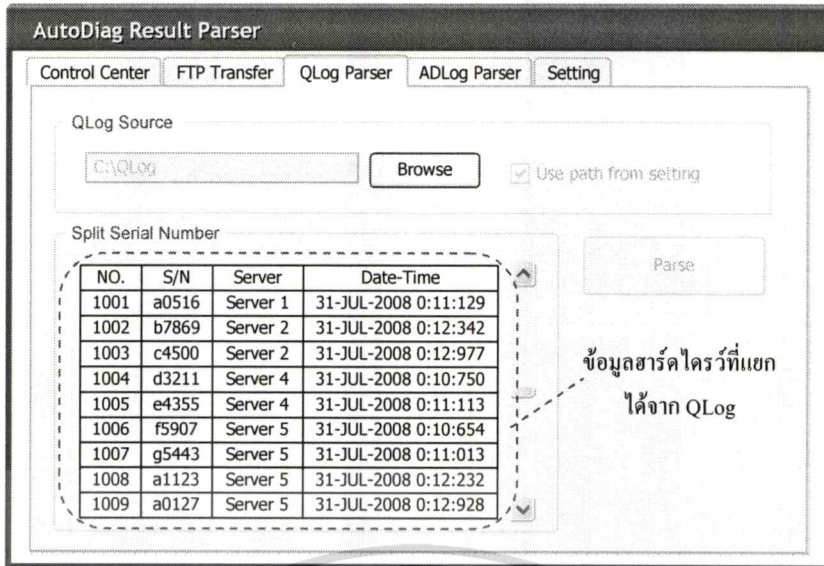 AutoDiag Result Parser
Control Center FTP Transfer QLog Parser ADLog Parser Setting
QLog Source
C:\QLog Browse Use path from setting
Split Serial Number
Parse
NO. S/N Server Date-Time
1001 a0516 Server 1 31-JUL-2008 0:11:129
1002 b7869 Server 2 31-JUL-2008 0:12:342
1003 c4500 Server 2 31-JUL-2008 0:12:977
1004 d3211 Server 4 31-JUL-2008 0:10:750
1005 e4355 Server 4 31-JUL-2008 0:11:113
1006 f5907 Server 5 31-JUL-2008 0:10:654
1007 g5443 Server 5 31-JUL-2008 0:11:013
1008 a1123 Server 5 31-JUL-2008 0:12:232
1009 a0127 Server 5 31-JUL-2008 0:12:928
ข้อมูลฮาร์ดไดรว์ที่แยก
ได้จาก QLog